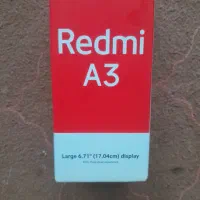 Redmi
A3
Large 6.71" (17.04cm) display